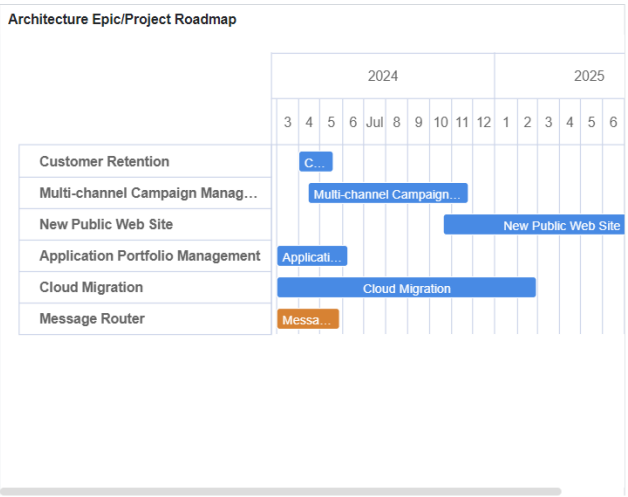 Architecture Epic/Project Roadmap
2024 2025
3 4 5 6 Jul 8 9 10 11 12 1 2 3 4 5 6
Customer Retention C...
Multi-channel Campaign Manag... Multi-channel Campaign...
New Public Web Site New Public Web Site
Application Portfolio Management Applicati...
Cloud Migration Cloud Migration
Message Router Messa...